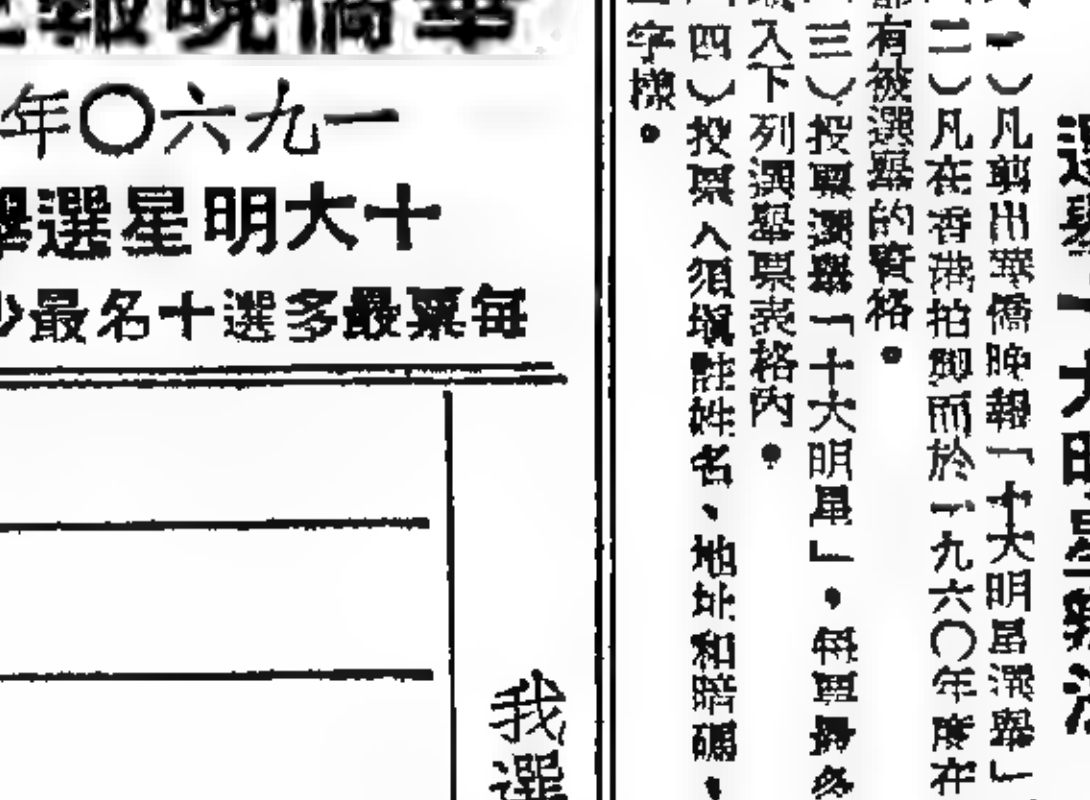 選舉十大明星辦法
(一)凡剪出華僑晚報「十大明星選舉」
(二)凡在香港拍脚而於一九六〇年度在
都有被選舉的資格。
(三)投票選舉「十大明星」,每票最多
填入下列選舉票表格內。
(四)投票人須填註姓名、地址和暗碼,
字樣。
華僑晚報
一九六〇年
十大明星選舉
每票最多選十名最少
我選